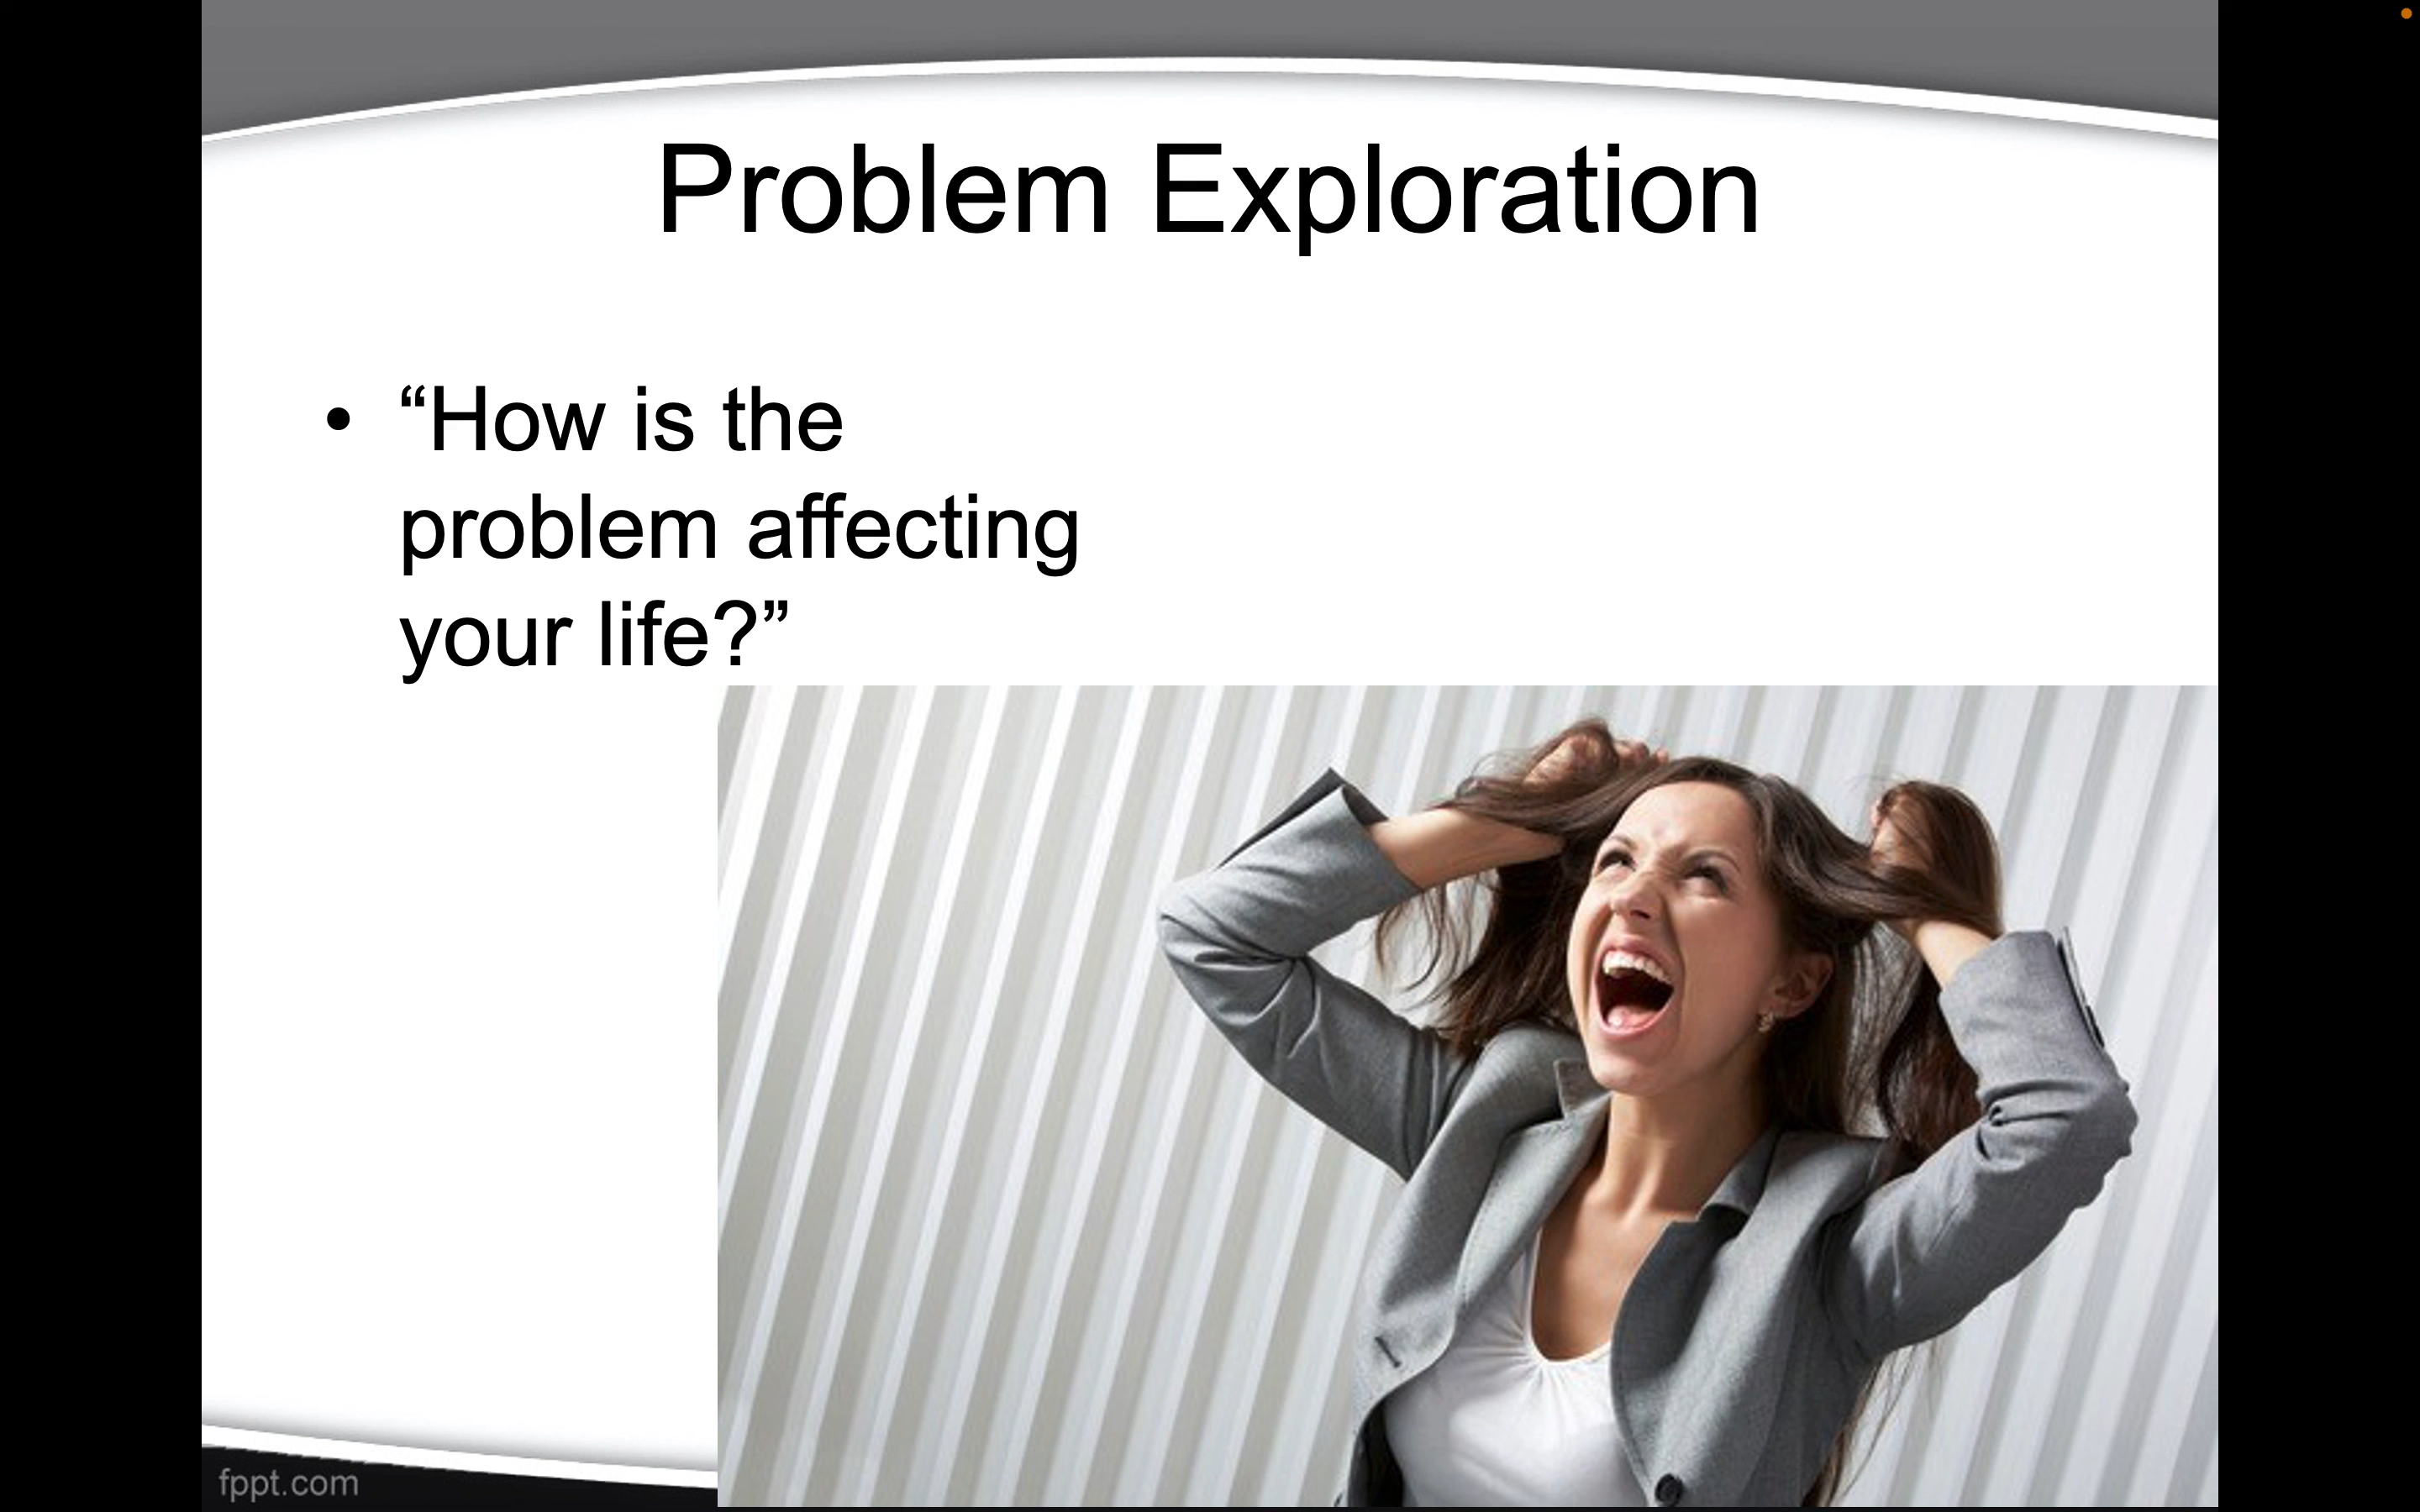 Problem Exploration
• “How is the
problem affecting
your life?”
fppt.com